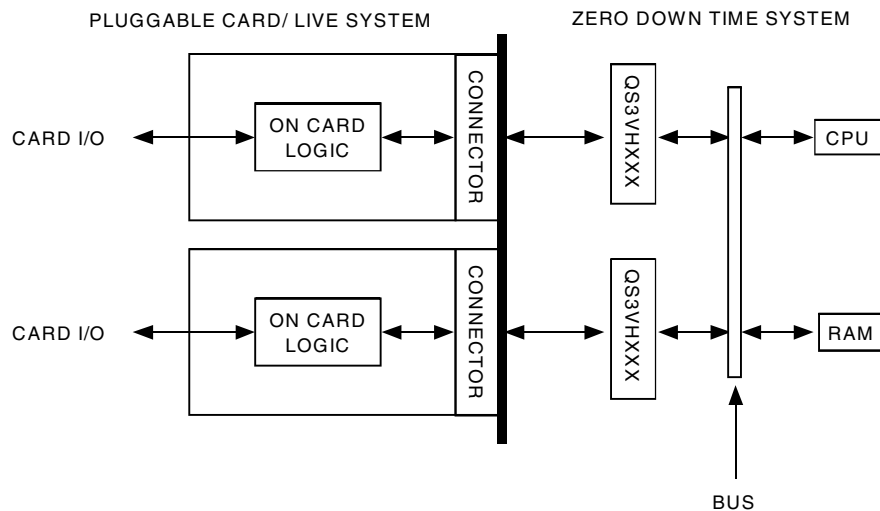 PLUGGABLE CARD/ LIVE SYSTEM
ZERO DOWN TIME SYSTEM
CARD I/O
ON CARD
LOGIC
CONNECTOR
QS3VHXXX
CPU
CARD I/O
ON CARD
LOGIC
CONNECTOR
QS3VHXXX
RAM
BUS